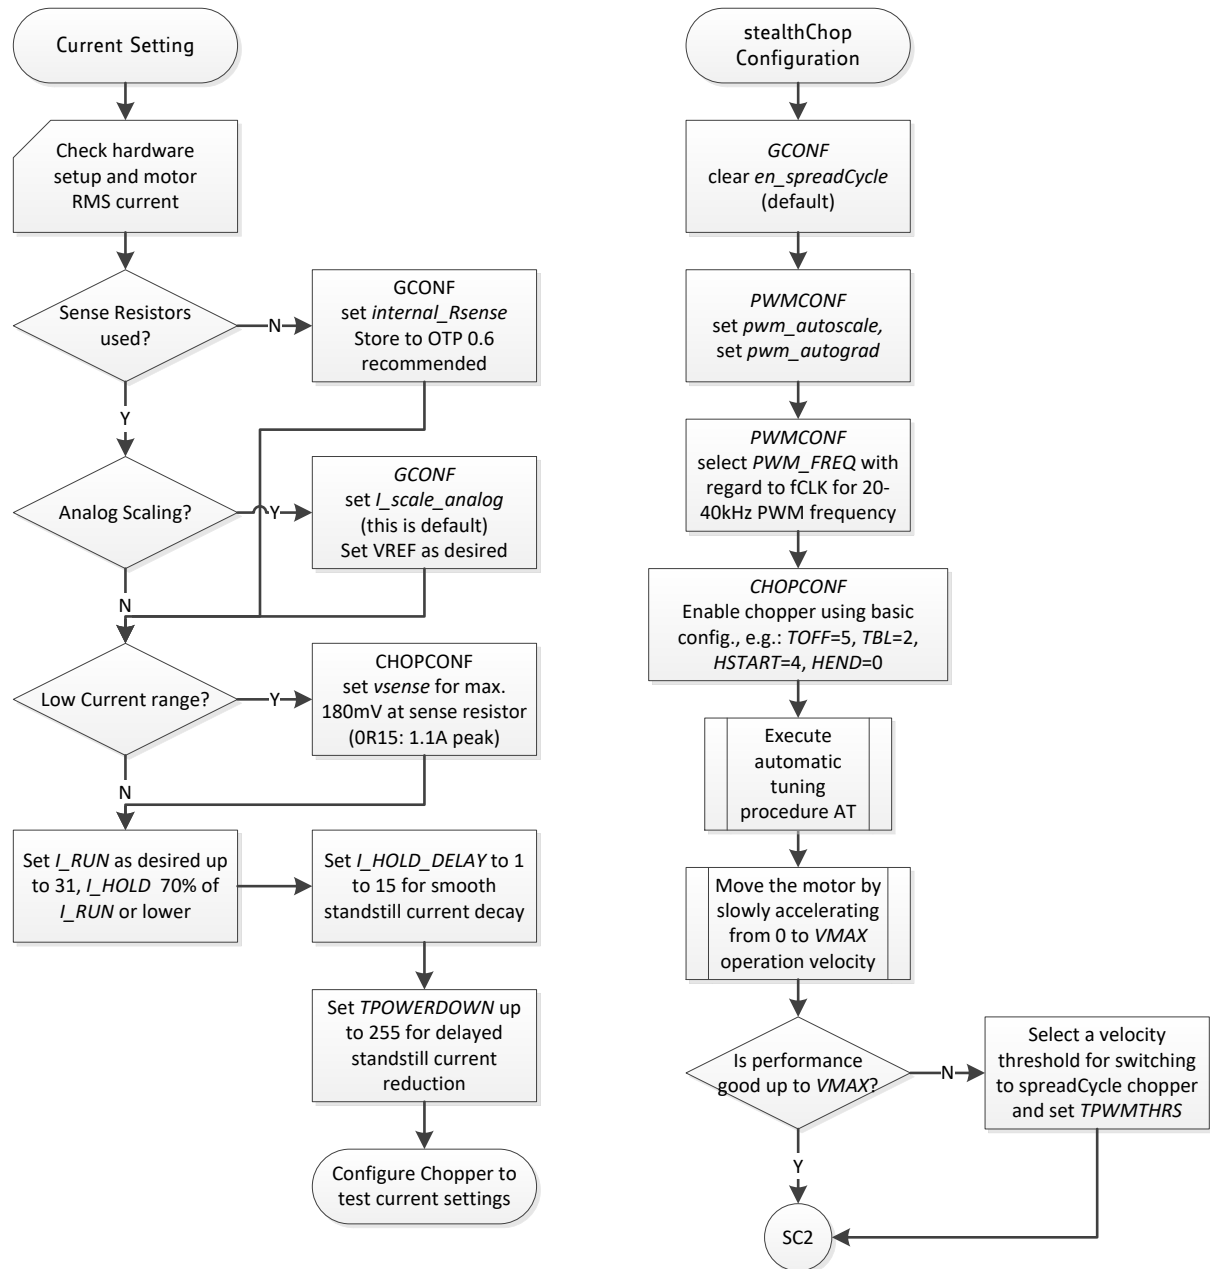 Current Setting
Check hardware
setup and motor
RMS current
Sense Resistors
used?
N
GCONF
set internal_Rsense
Store to OTP 0.6
recommended
Y
Analog Scaling?
Y
GCONF
set I_scale_analog
(this is default)
Set VREF as desired
N
Low Current range?
Y
CHOPCONF
set vsense for max.
180mV at sense resistor
(0R15: 1.1A peak)
N
Set I_RUN as desired up
to 31, I_HOLD 70% of
I_RUN or lower
Set I_HOLD_DELAY to 1
to 15 for smooth
standstill current decay
Set TPOWERDOWN up
to 255 for delayed
standstill current
reduction
Configure Chopper to
test current settings
stealthChop
Configuration
GCONF
clear en_spreadCycle
(default)
PWMCONF
set pwm_autoscale,
set pwm_autograd
PWMCONF
select PWM_FREQ with
regard to fCLK for 20-
40kHz PWM frequency
CHOPCONF
Enable chopper using basic
config., e.g.: TOFF=5, TBL=2,
HSTART=4, HEND=0
Execute
automatic
tuning
procedure AT
Move the motor by
slowly accelerating
from 0 to VMAX
operation velocity
Is performance
good up to VMAX?
N
Select a velocity
threshold for switching
to spreadCycle chopper
and set TPWMTHRS
Y
SC2